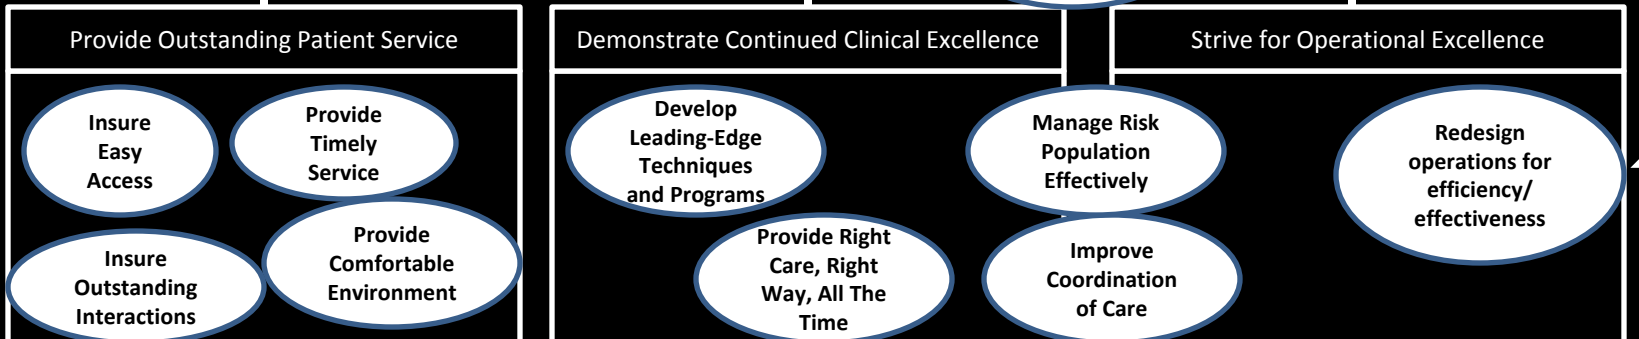 Provide Outstanding Patient Service
Demonstrate Continued Clinical Excellence
Strive for Operational Excellence
Insure
Easy
Access
Provide
Timely
Service
Insure
Outstanding
Interactions
Provide
Comfortable
Environment
Develop
Leading-Edge
Techniques
and Programs
Provide Right
Care, Right
Way, All The
Time
Manage Risk
Population
Effectively
Improve
Coordination
of Care
Redesign
operations for
efficiency/
effectiveness